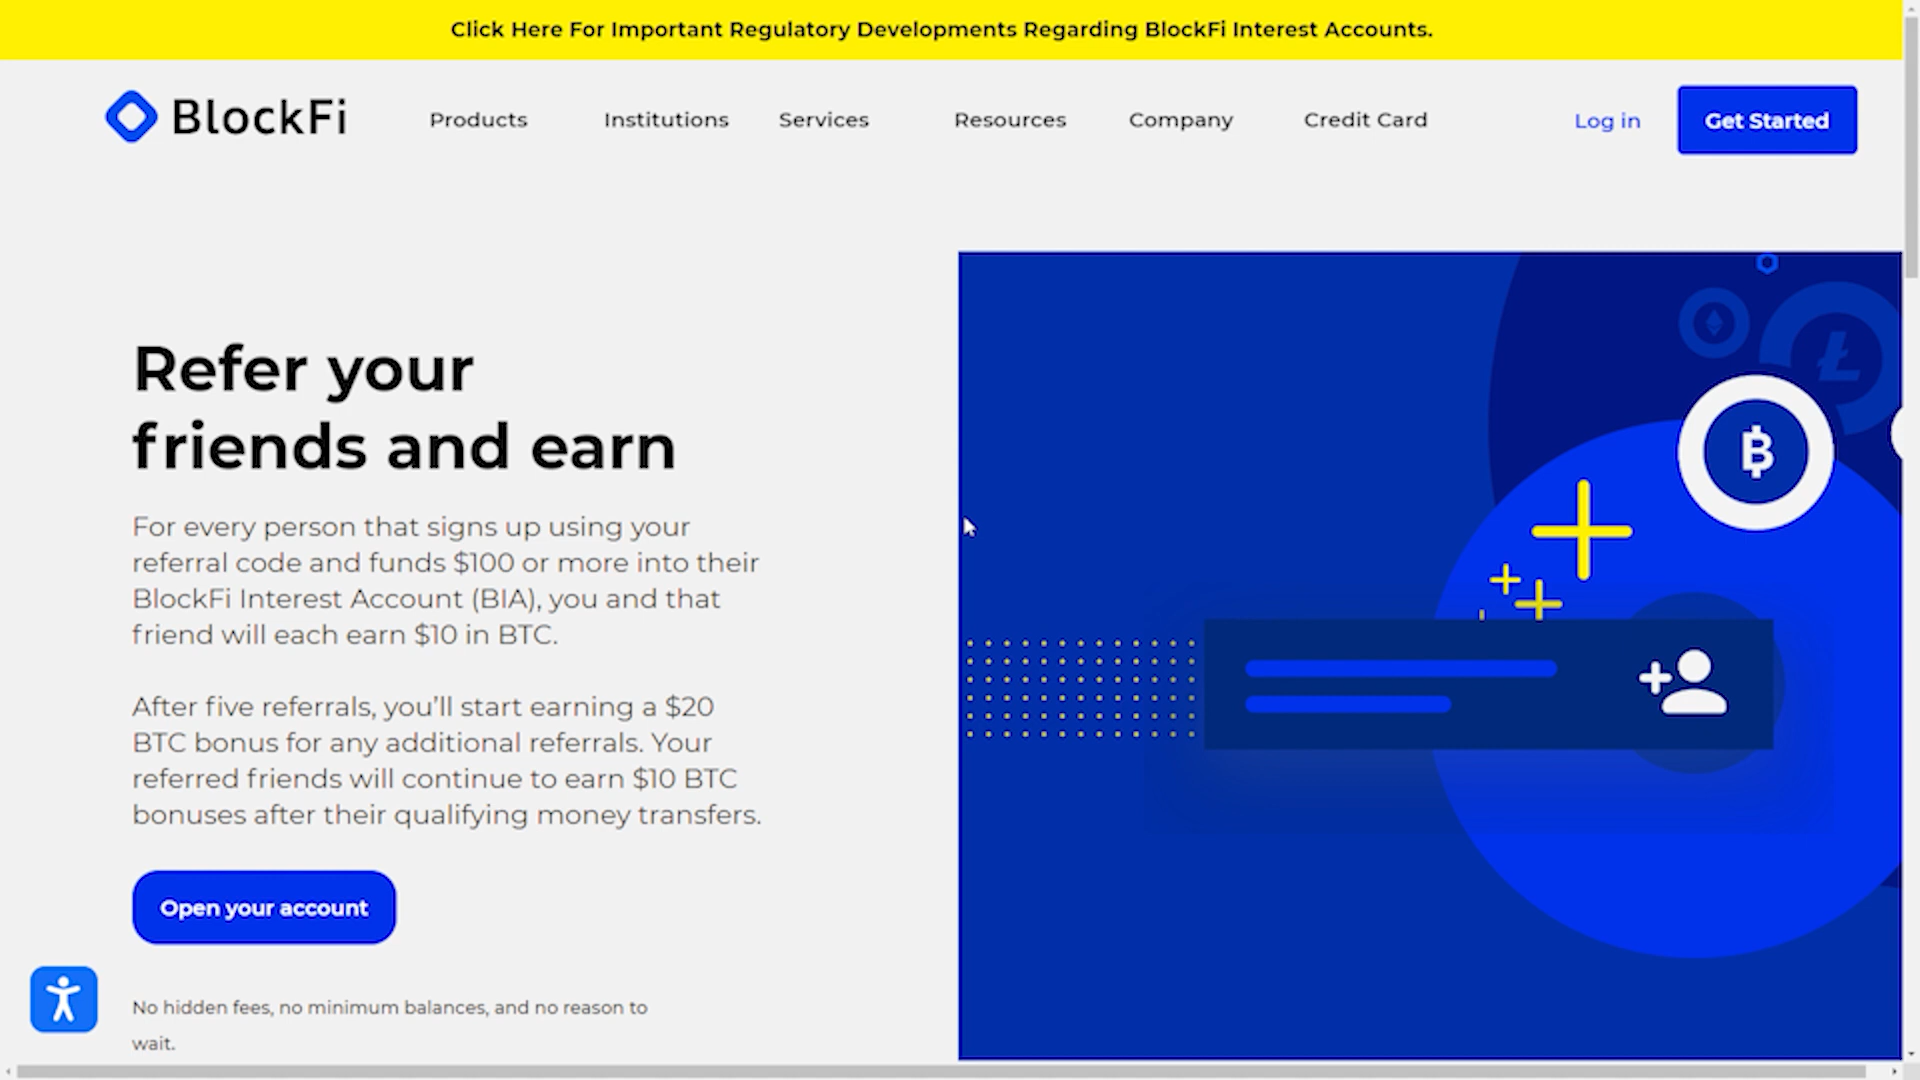 Click Here For Important Regulatory Developments Regarding BlockFi Interest Accounts.
BlockFi
Products
Institutions
Services
Resources
Company
Credit Card
Log in
Get Started
Refer your
friends and earn
For every person that signs up using your
referral code and funds $100 or more into their
BlockFi Interest Account (BIA), you and that
friend will each earn $10 in BTC.
After five referrals, you'll start earning a $20
BTC bonus for any additional referrals. Your
referred friends will continue to earn $10 BTC
bonuses after their qualifying money transfers.
Open your account
No hidden fees, no minimum balances, and no reason to
wait.